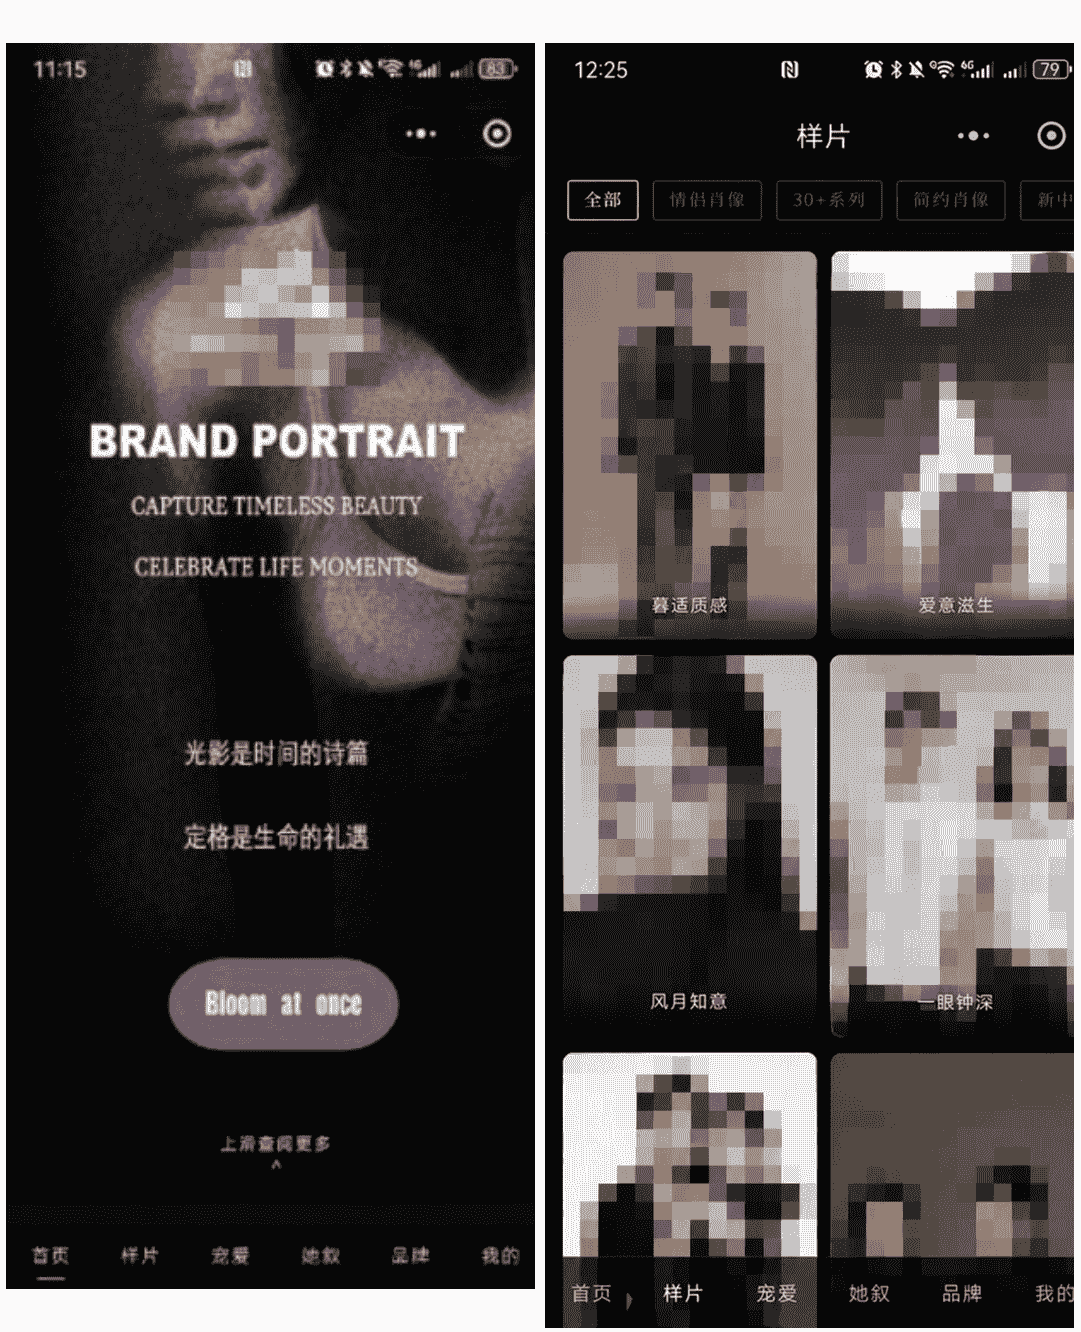 11:15
83
BRAND PORTRAIT
CAPTURE TIMELESS BEAUTY
CELEBRATE LIFE MOMENTS
光影是时间的诗篇
定格是生命的礼遇
Bloom at once
上滑查阅更多
首页 样片 宠爱 她叙 品牌 我的
12:25
4G 79
样片
全部 情侣肖像 30+系列 简约肖像 新中
暮适质感 爱意滋生
风月知意 一眼钟深
首页 样片 宠爱 她叙 品牌 我的